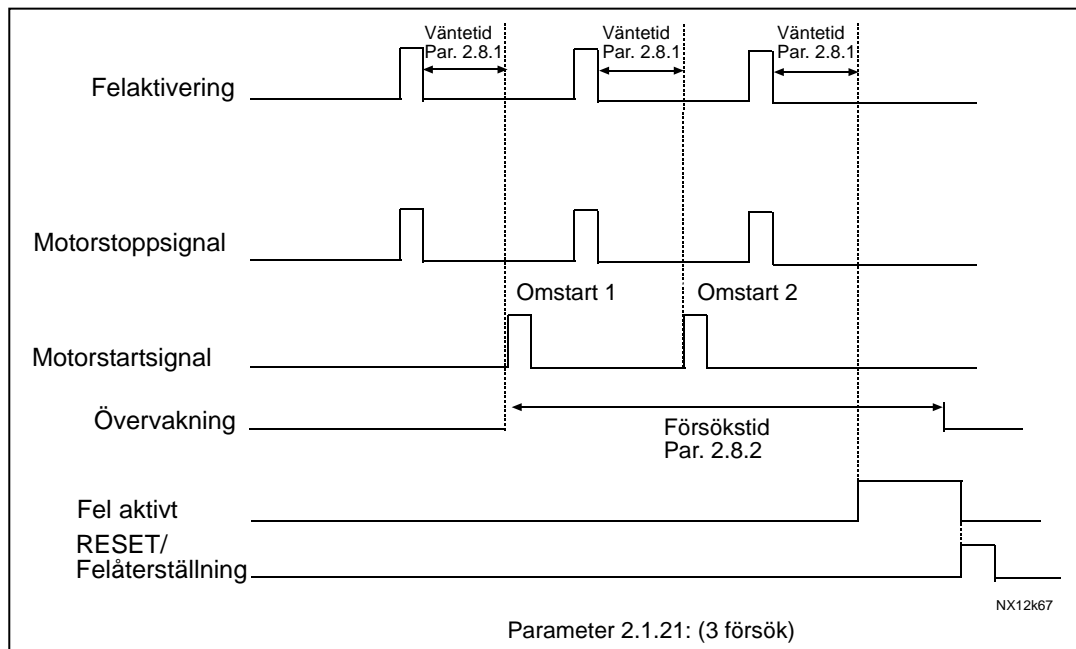 Väntetid
Par. 2.8.1
Väntetid
Par. 2.8.1
Väntetid
Par. 2.8.1
Felaktivering
Motorstoppsignal
Omstart 1
Omstart 2
Motorstartsignal
Övervakning
Försökstid
Par. 2.8.2
Fel aktivt
RESET/
Felåterställning
NX12k67
Parameter 2.1.21: (3 försök)